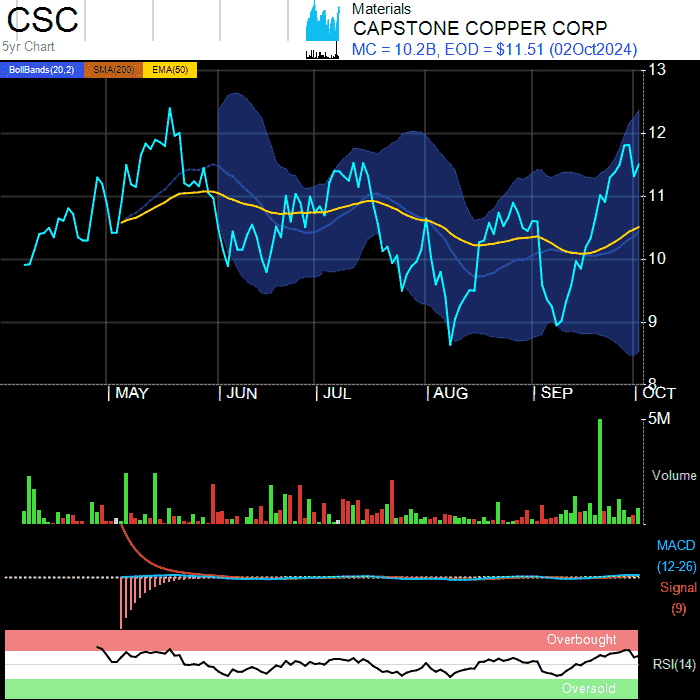 CSC
5yr Chart
Materials
CAPSTONE COPPER CORP
MC = 10.2B, EOD = $11.51 (02Oct2024)
BollBands(20,2) SMA(200) EMA(50)
13
12
11
10
9
8
MAY JUN JUL AUG SEP OCT
5M
Volume
MACD
(12-26)
Signal
(9)
Overbought
RSI(14)
Oversold